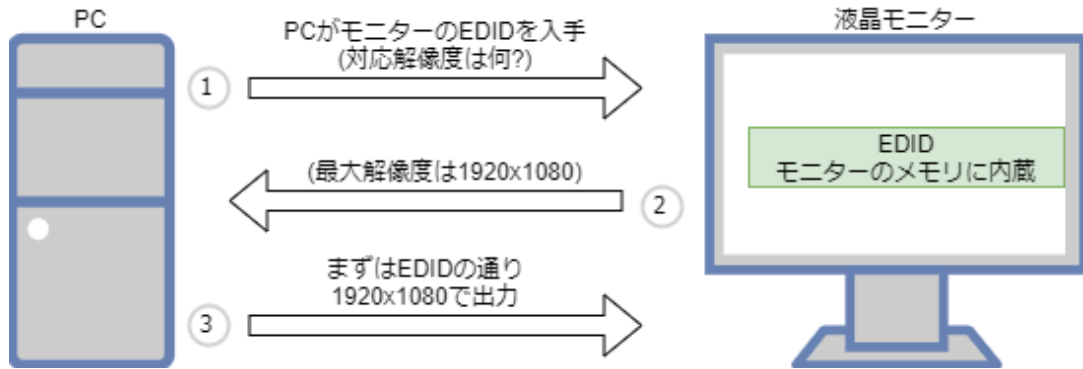 PC
液晶モニター
PCがモニターのEDIDを入手
(対応解像度は何?)
1
EDID
モニターのメモリに内蔵
(最大解像度は1920x1080)
2
まずはEDIDの通り
1920x1080で出力
3